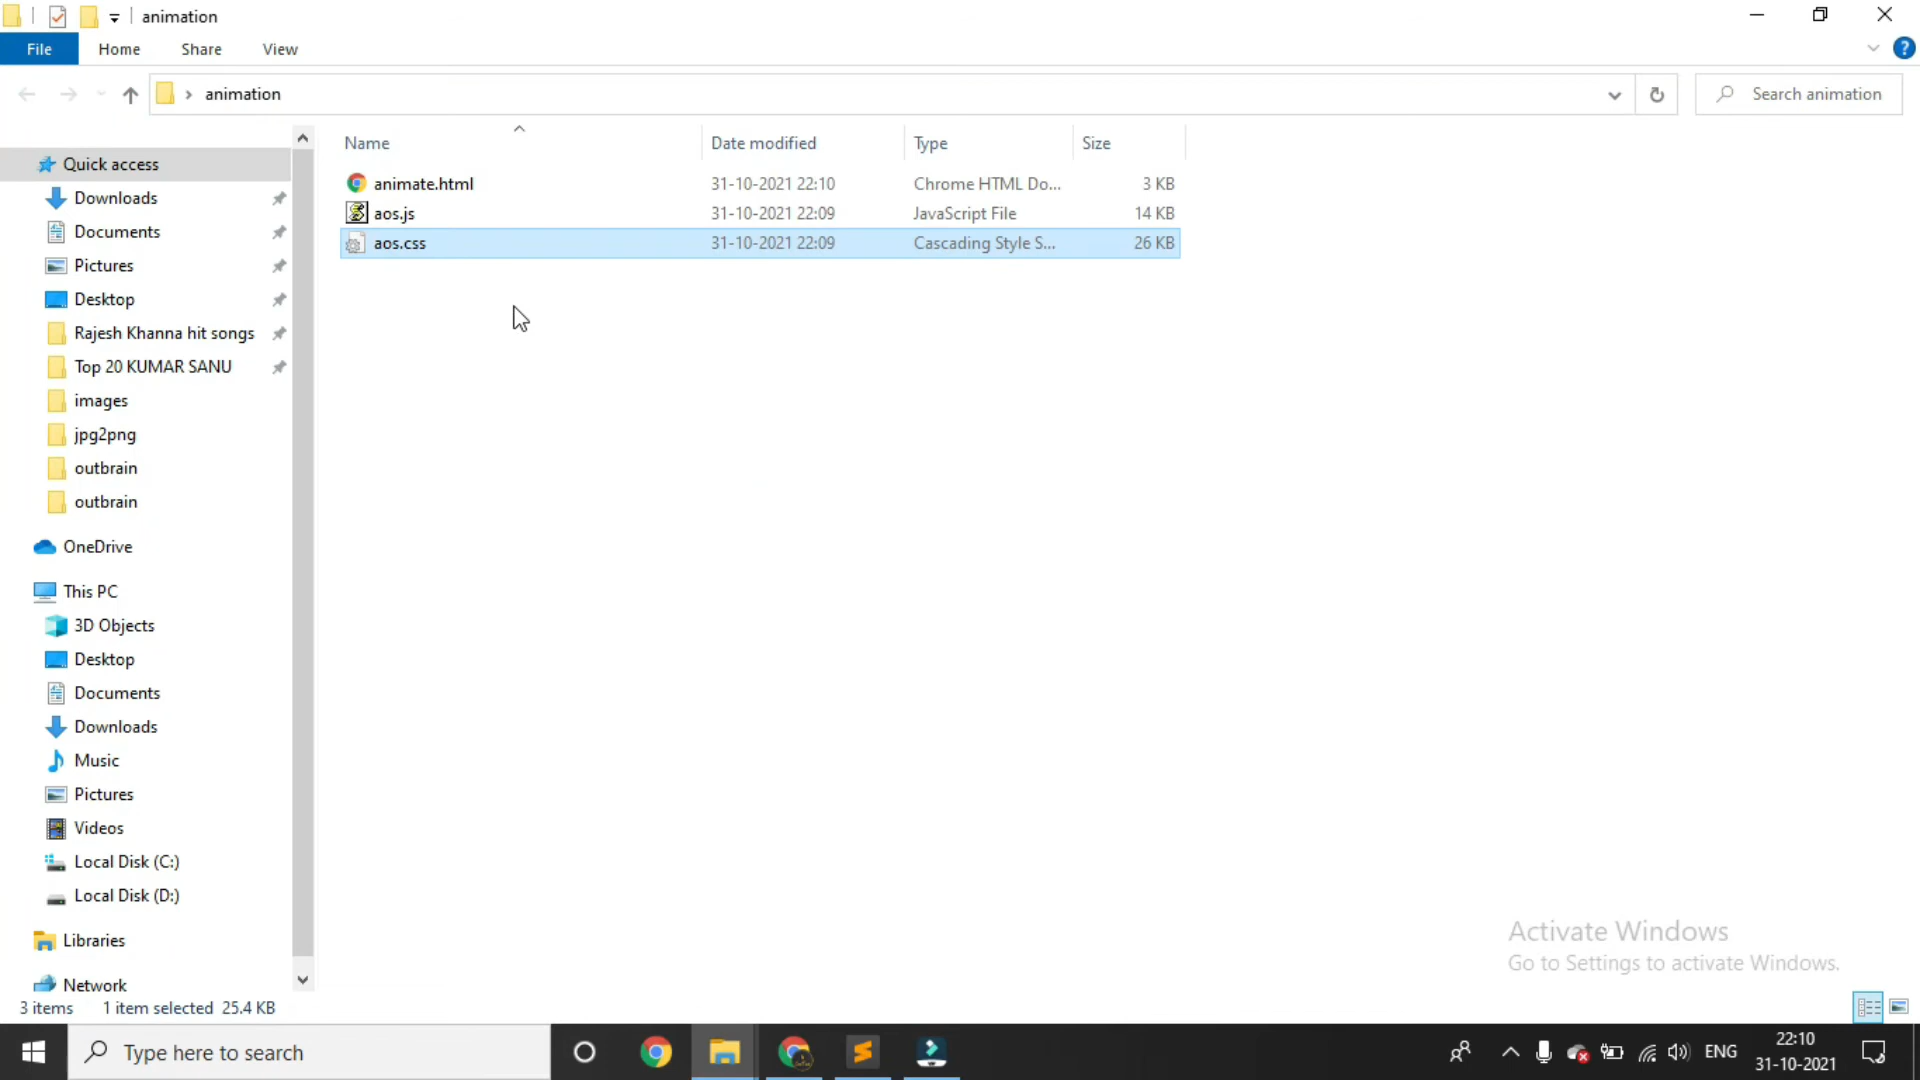 animation
File Home Share View
animation
Search animation
Name Date modified Type Size
animate.html 31-10-2021 22:10 Chrome HTML Do... 3 KB
aos.js 31-10-2021 22:09 JavaScript File 14 KB
aos.css 31-10-2021 22:09 Cascading Style S... 26 KB
Quick access
Downloads
Documents
Pictures
Desktop
Rajesh Khanna hit songs
Top 20 KUMAR SANU
images
jpg2png
outbrain
outbrain
OneDrive
This PC
3D Objects
Desktop
Documents
Downloads
Music
Pictures
Videos
Local Disk (C:)
Local Disk (D:)
Libraries
Network
Activate Windows
Go to Settings to activate Windows.
3 items 1 item selected 25.4 KB
Type here to search
ENG
22:10
31-10-2021